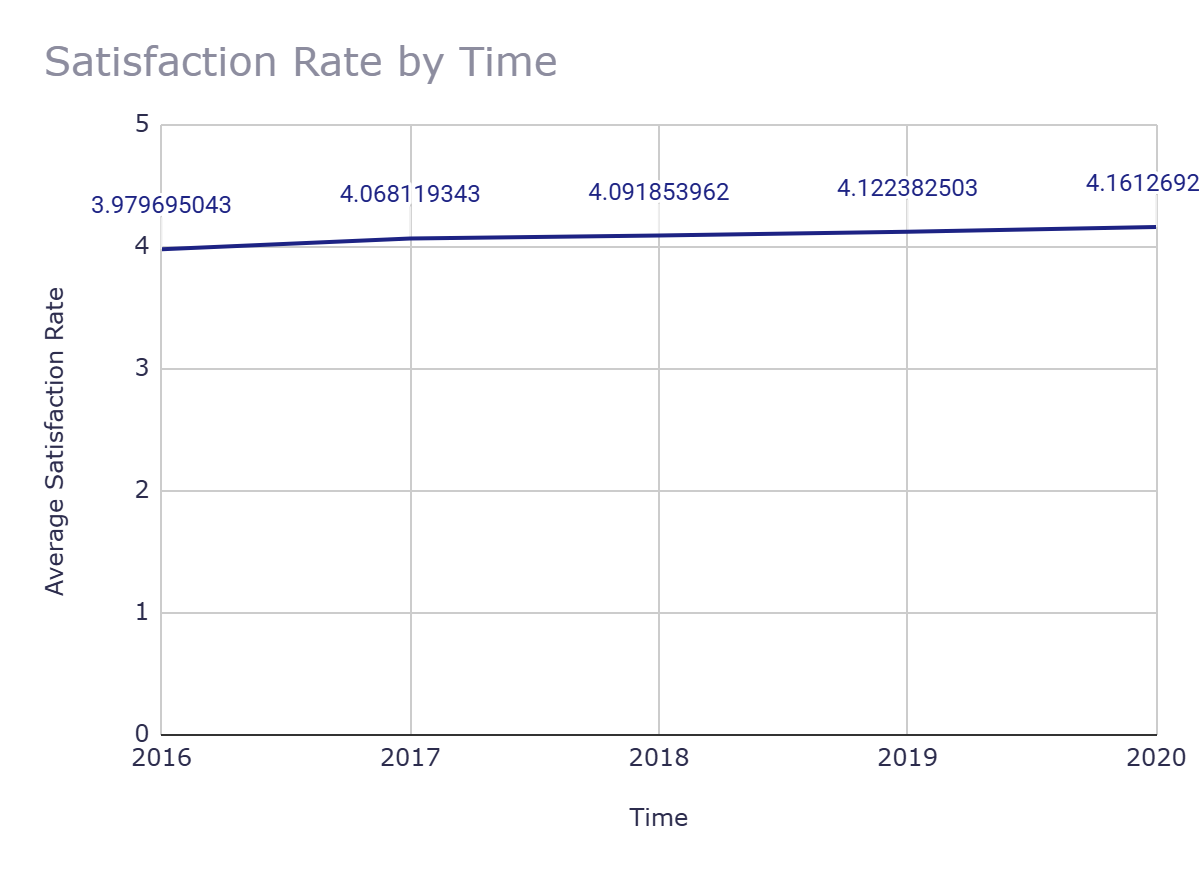 Satisfaction Rate by Time
5
3.979695043
4.068119343
4.091853962
4.122382503
4.1612692
4
3
2
1
0
Average Satisfaction Rate
2016 2017 2018 2019 2020
Time